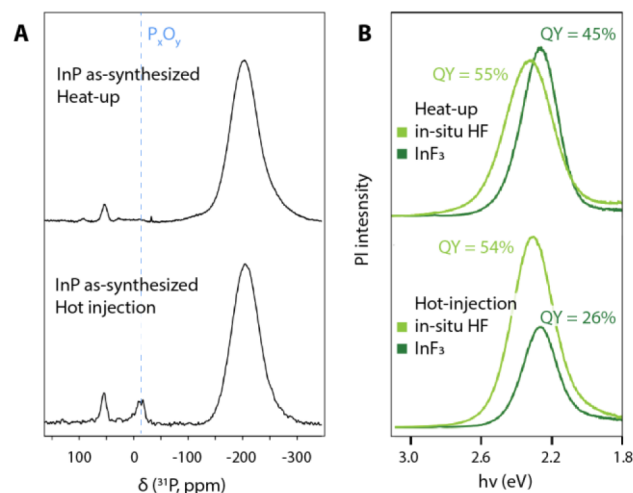 A
PxOy
InP as-synthesized
Heat-up
InP as-synthesized
Hot injection
100
0
-100
-200
-300
δ (³¹P, ppm)
B
QY = 45%
QY = 55%
Heat-up
in-situ HF
InF₃
QY = 54%
Hot-injection
in-situ HF
QY = 26%
InF₃
PI intesnsity
3.0
2.6
2.2
1.8
hv (eV)